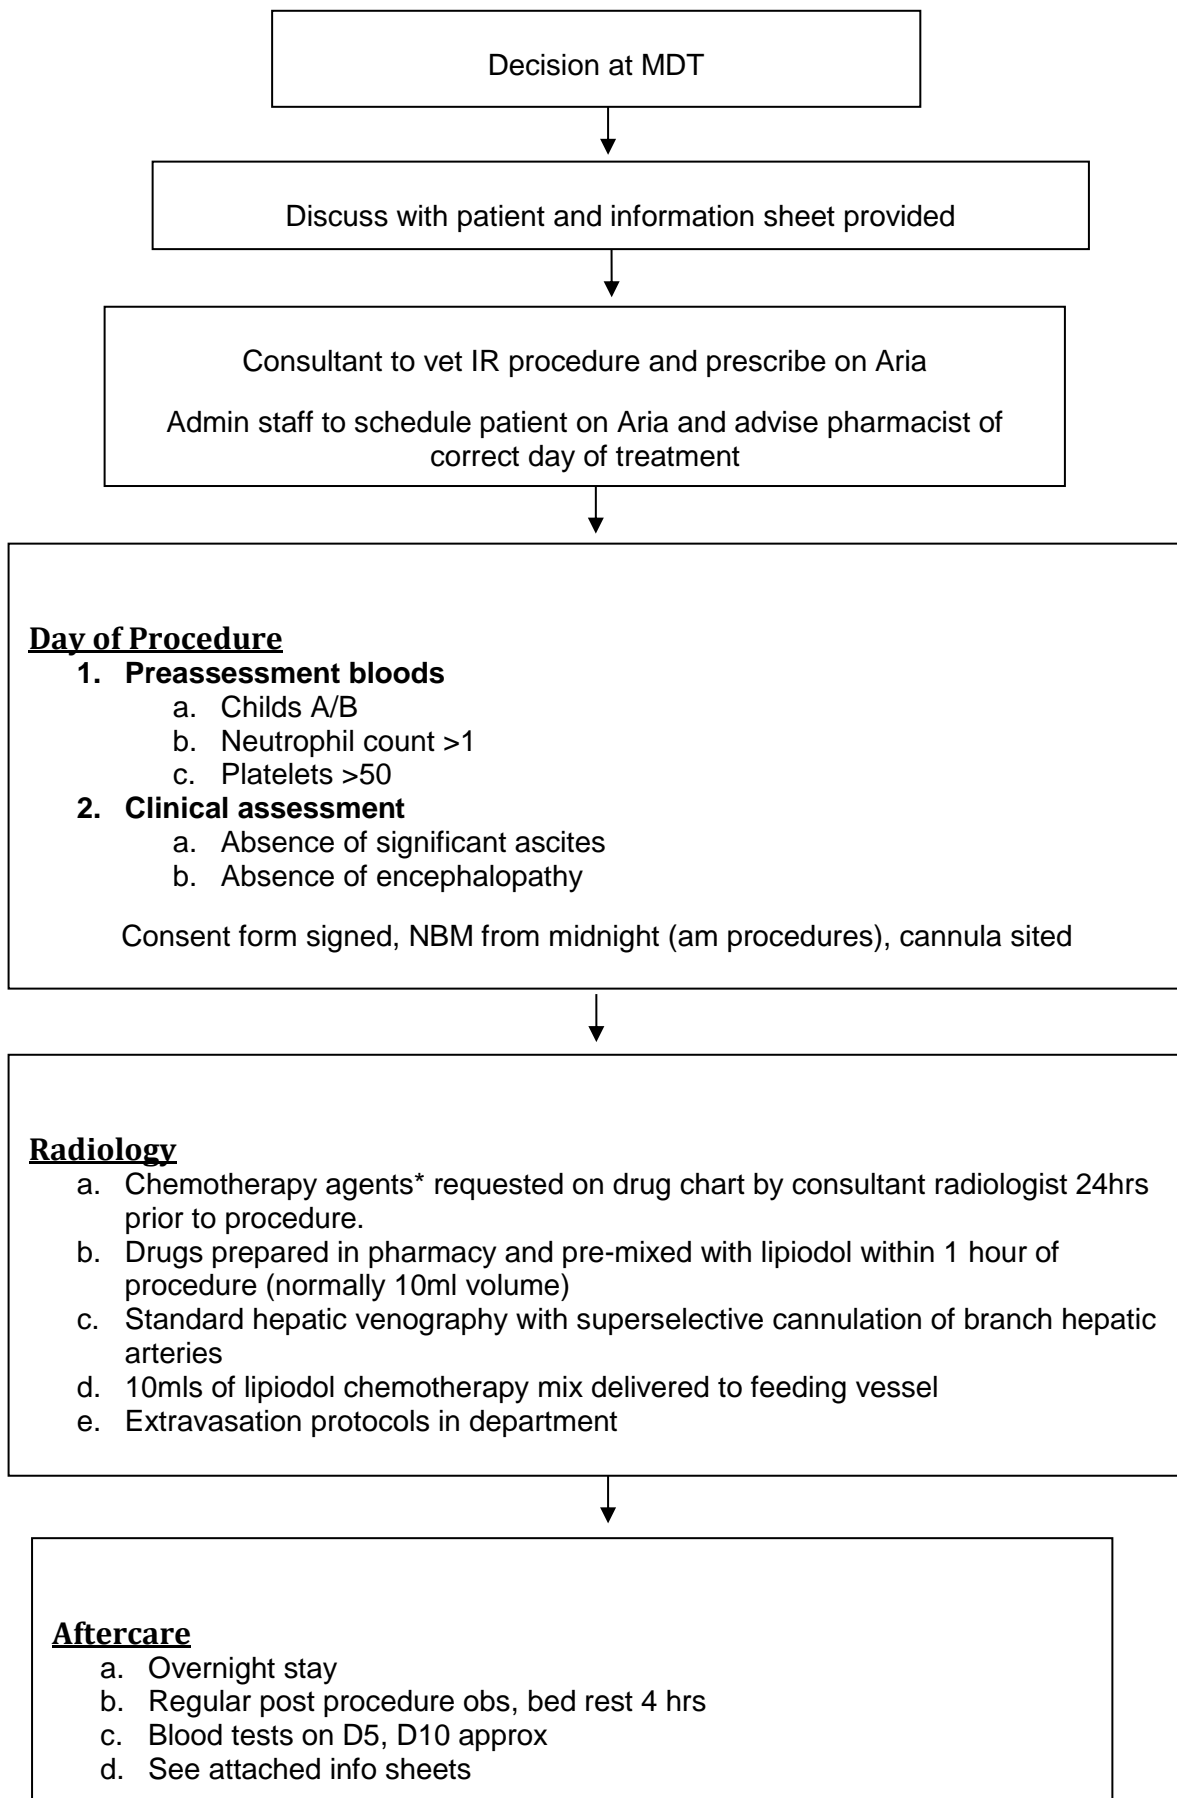 Decision at MDT
Discuss with patient and information sheet provided
Consultant to vet IR procedure and prescribe on Aria
Admin staff to schedule patient on Aria and advise pharmacist of
correct day of treatment
Day of Procedure
1. Preassessment bloods
a. Childs A/B
b. Neutrophil count >1
c. Platelets >50
2. Clinical assessment
a. Absence of significant ascites
b. Absence of encephalopathy
Consent form signed, NBM from midnight (am procedures), cannula sited
Radiology
a. Chemotherapy agents* requested on drug chart by consultant radiologist 24hrs
prior to procedure.
b. Drugs prepared in pharmacy and pre-mixed with lipiodol within 1 hour of
procedure (normally 10ml volume)
c. Standard hepatic venography with superselective cannulation of branch hepatic
arteries
d. 10mls of lipiodol chemotherapy mix delivered to feeding vessel
e. Extravasation protocols in department
Aftercare
a. Overnight stay
b. Regular post procedure obs, bed rest 4 hrs
c. Blood tests on D5, D10 approx
d. See attached info sheets